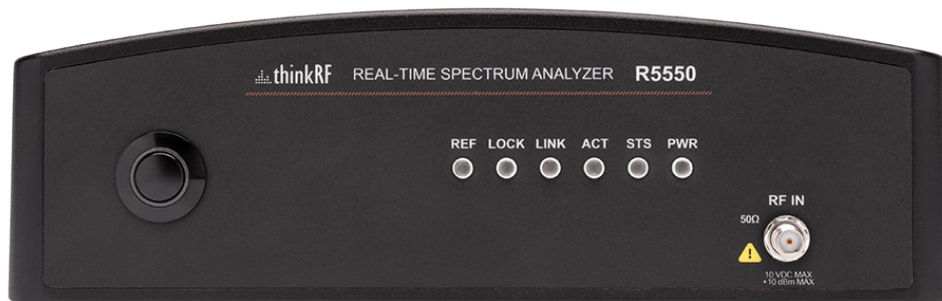 thinkRF REAL-TIME SPECTRUM ANALYZER R5550
REF LOCK LINK ACT STS PWR
RF IN
50Ω
!
10 VDC MAX
+10 dBm MAX